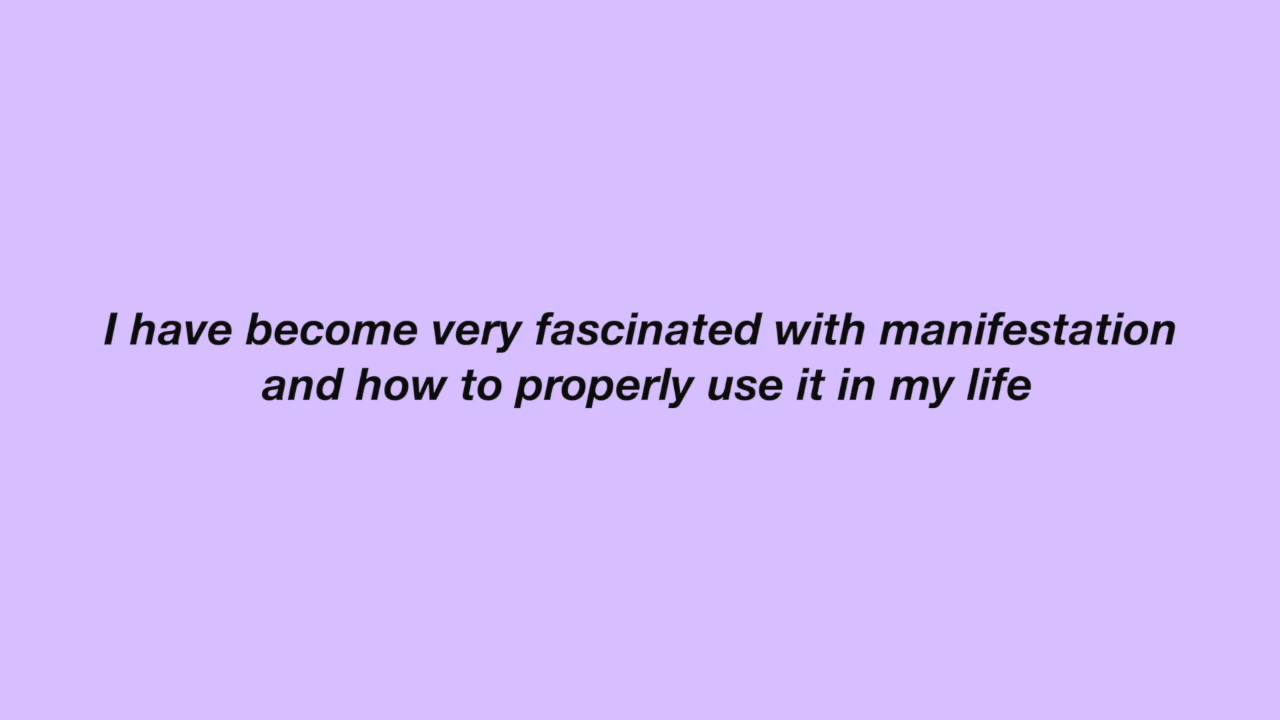 I have become very fascinated with manifestation
and how to properly use it in my life